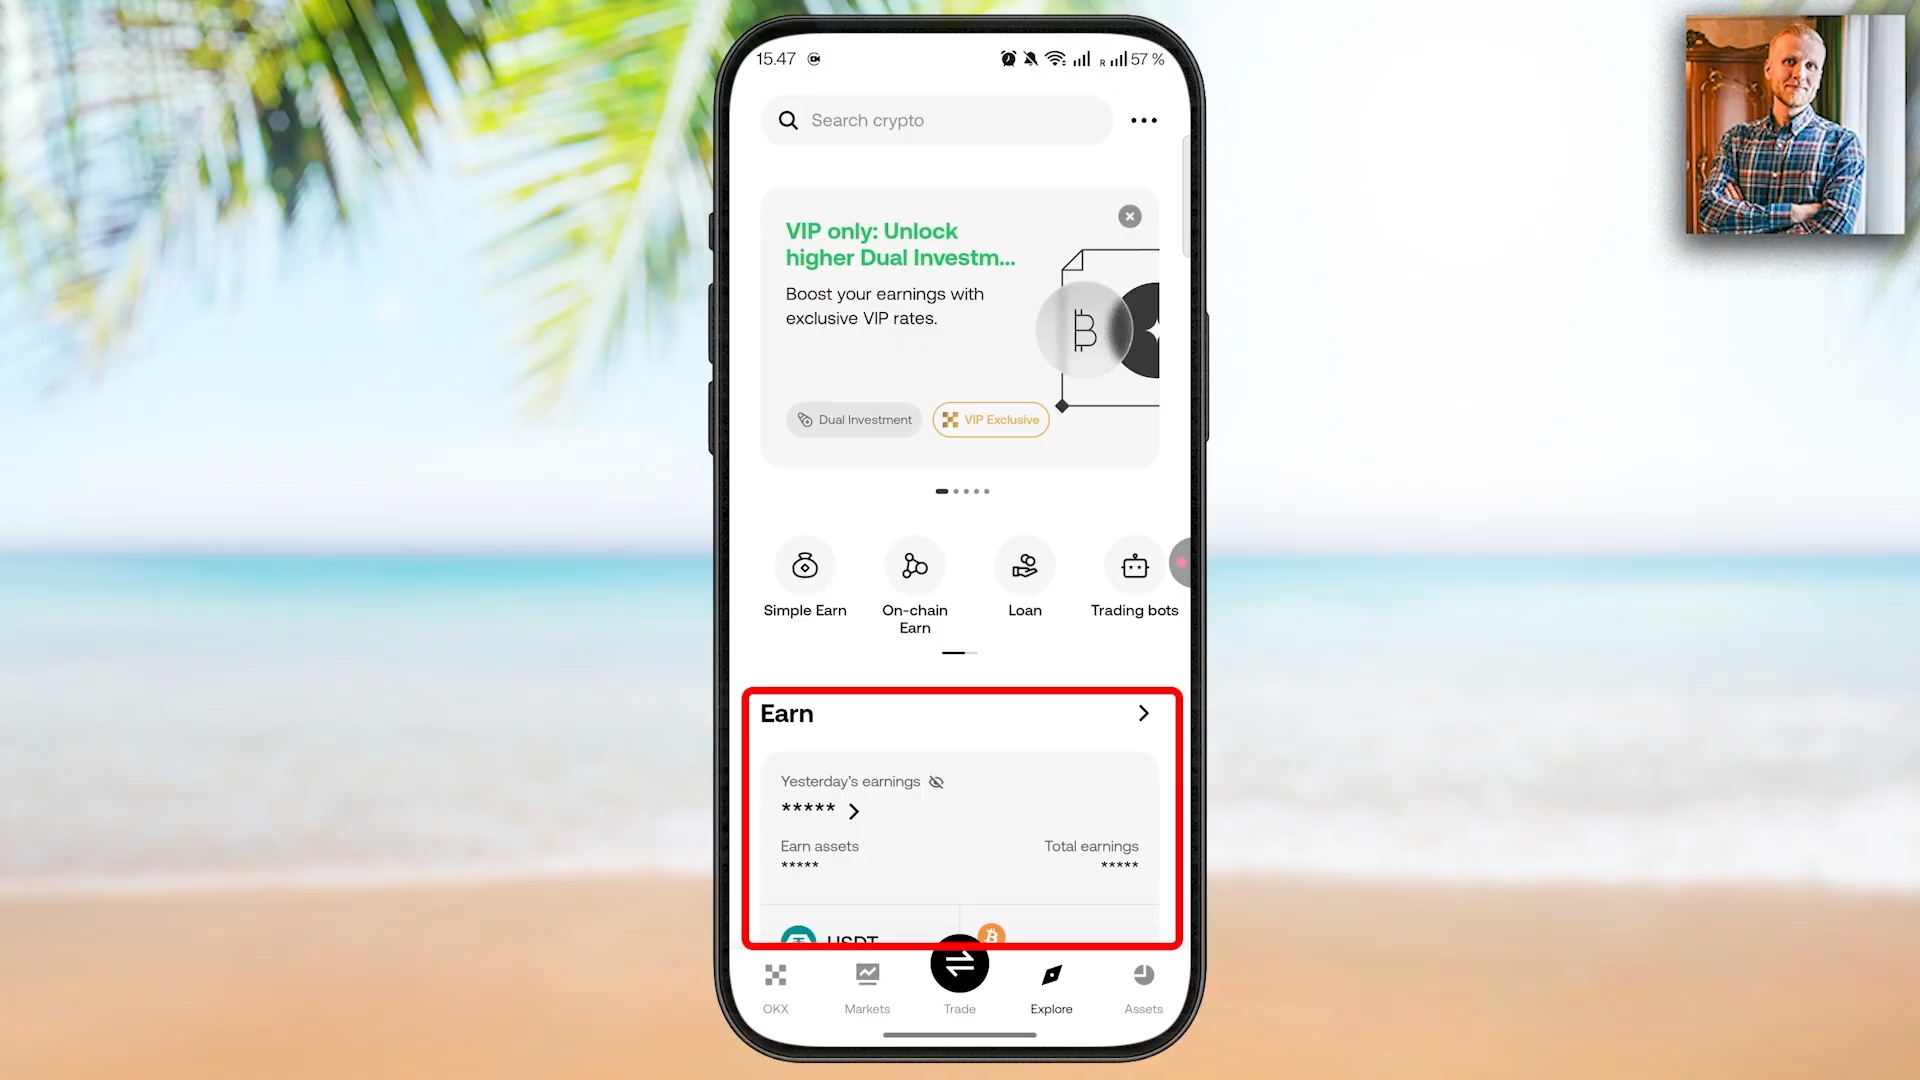 15.47
R 57 %
Search crypto
VIP only: Unlock
higher Dual Investm...
Boost your earnings with
exclusive VIP rates.
Dual Investment
VIP Exclusive
Simple Earn
On-chain
Earn
Loan
Trading bots
Earn
Yesterday's earnings
*****
Earn assets
Total earnings
*****
*****
USDT
OKX
Markets
Trade
Explore
Assets